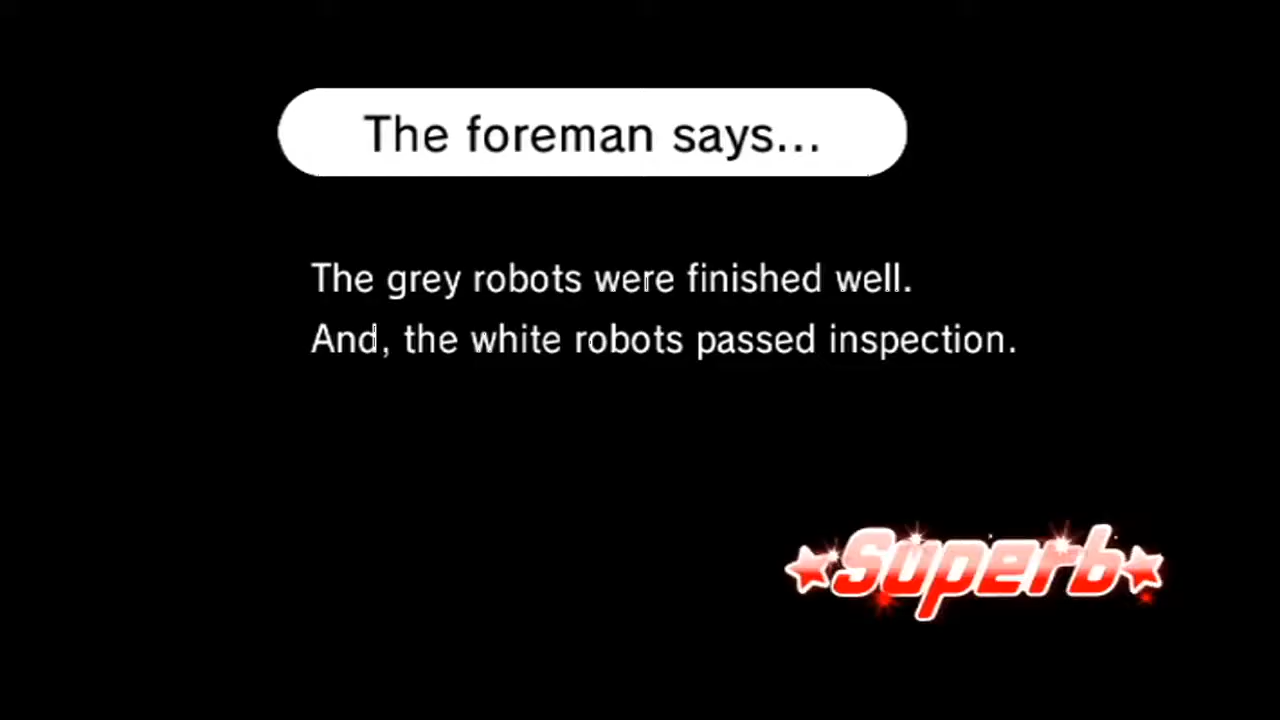 The foreman says...
The grey robots were finished well.
And, the white robots passed inspection.
Superb